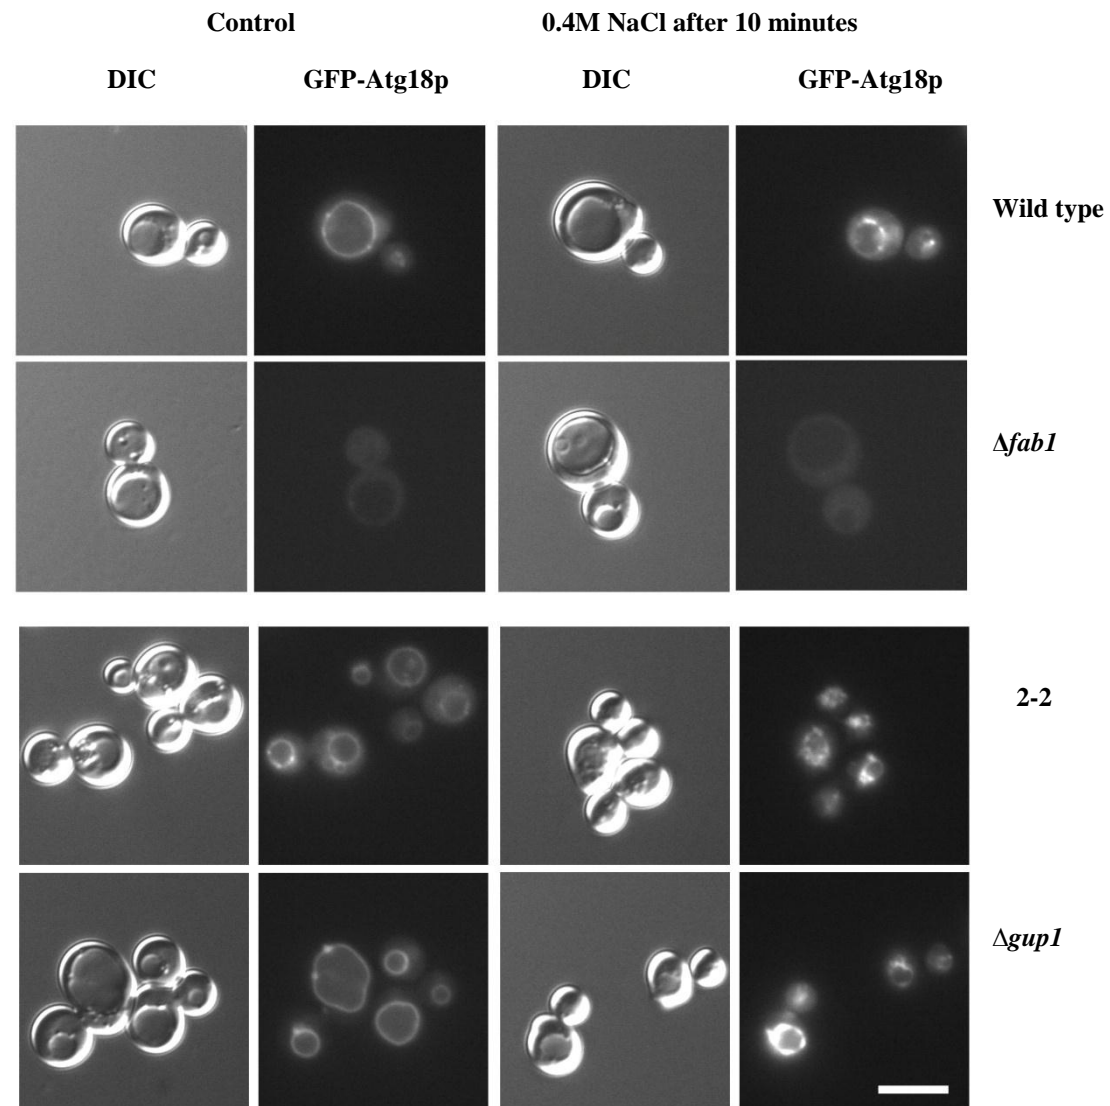 Control 0.4M NaCl after 10 minutes
DIC GFP-Atg18p DIC GFP-Atg18p
Wild type
Δfab1
2-2
Δgup1